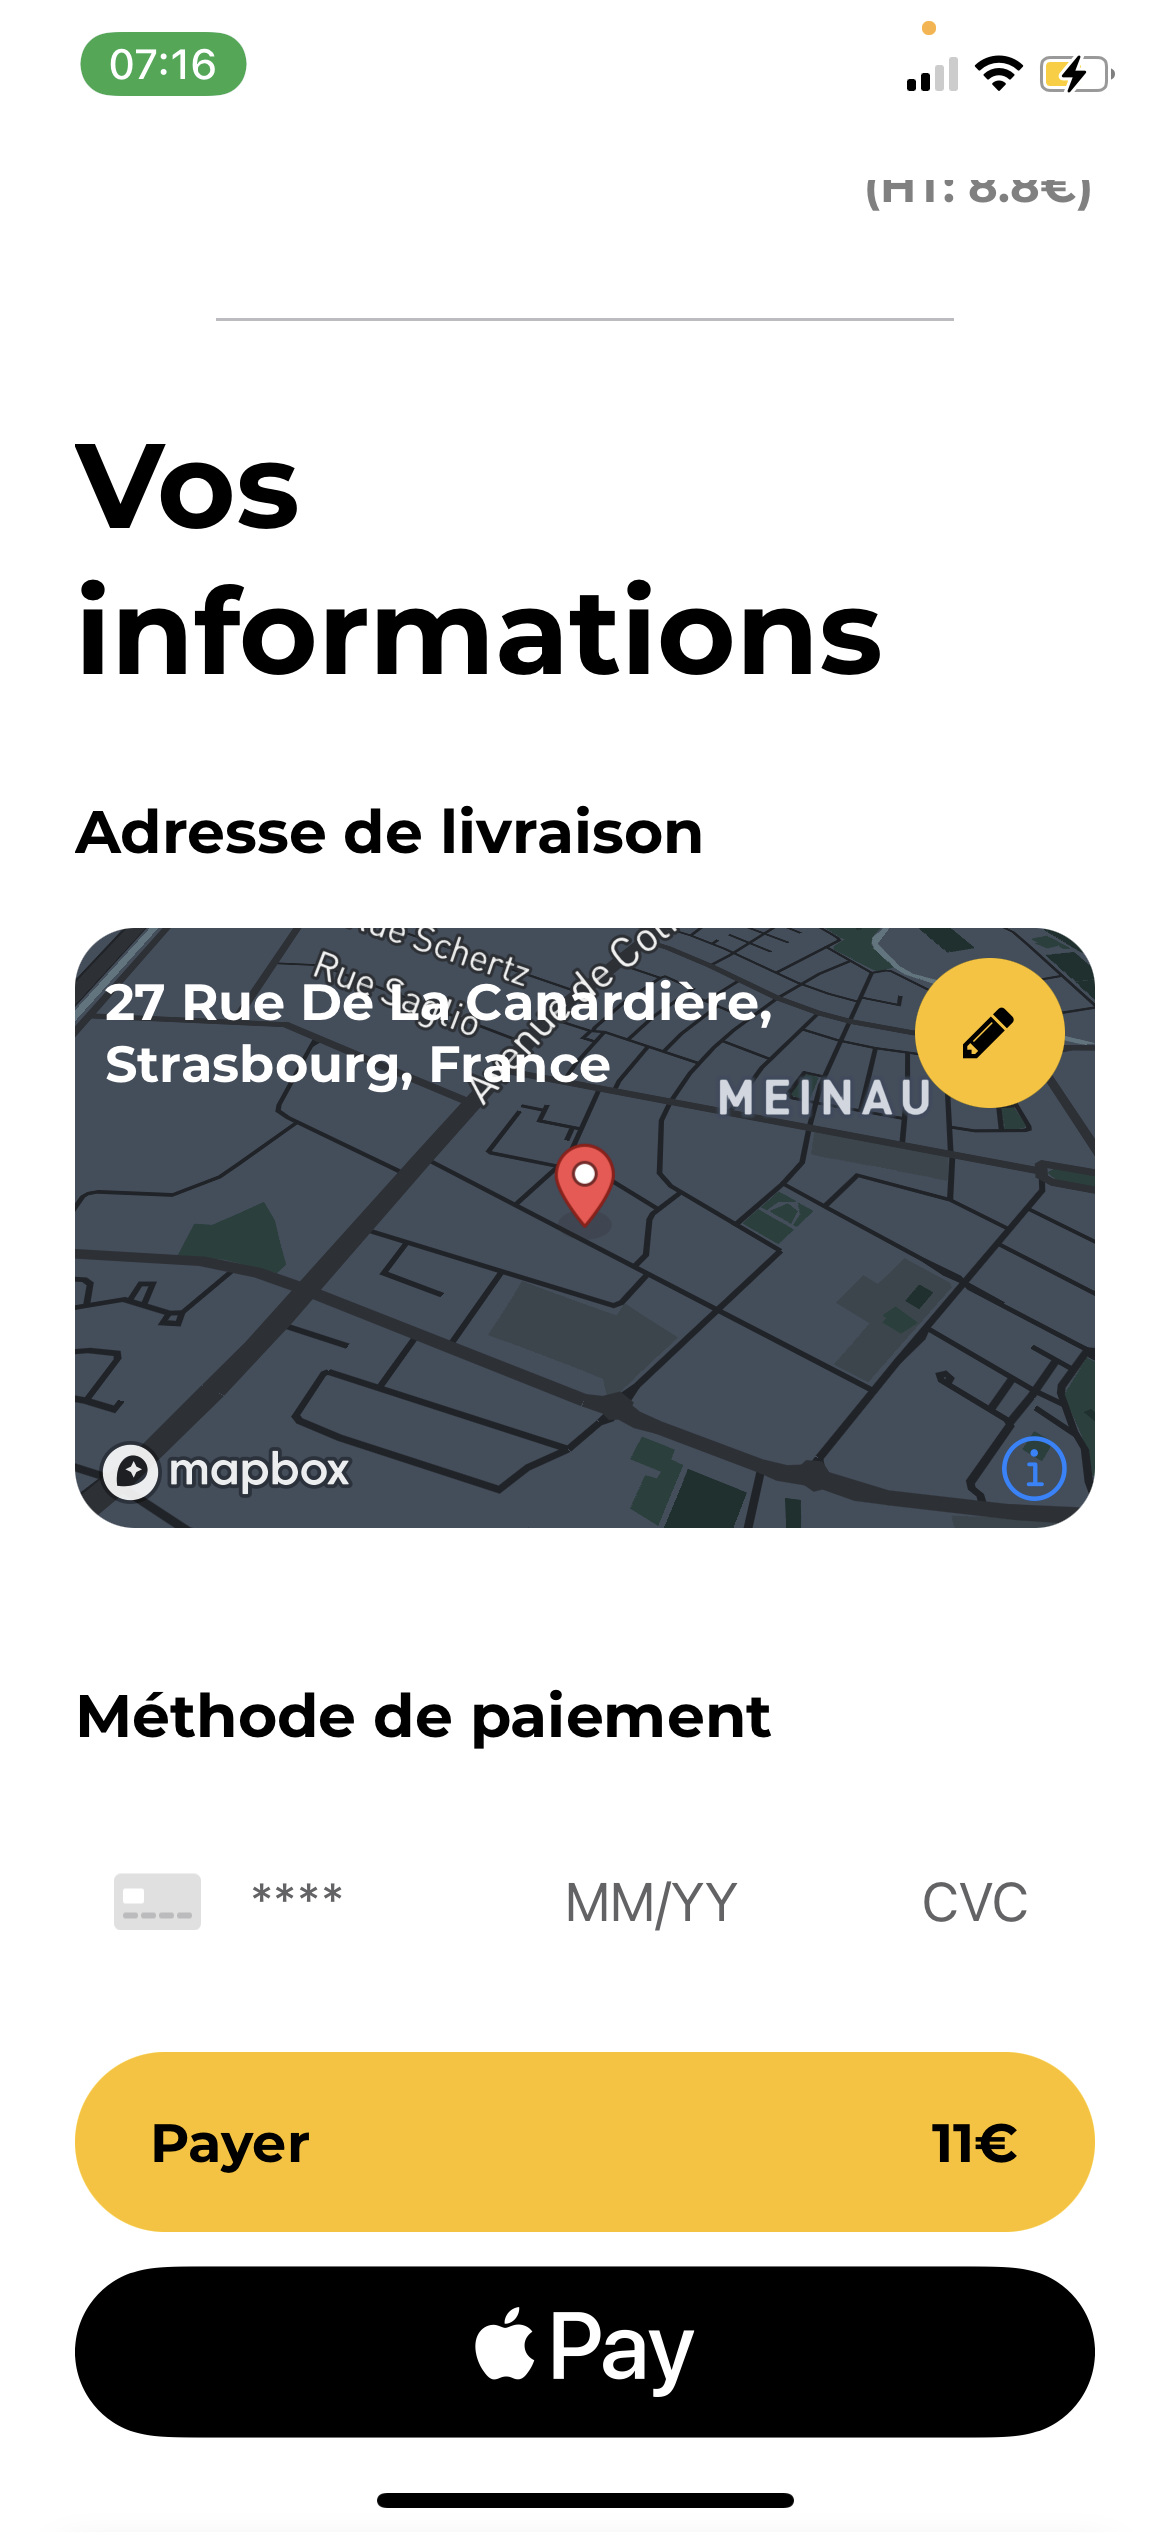 07:16
(HT: 8.8€)
Vos
informations
Adresse de livraison
Rue Schertz
Rue Saglio
Avenue de Col
27 Rue De La Canardière,
Strasbourg, France
MEINAU
mapbox
Méthode de paiement
**** MM/YY CVC
Payer 11€
Pay